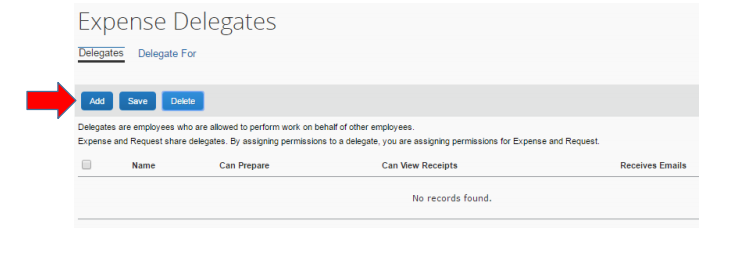 Expense Delegates
Delegates Delegate For
Add Save Delete
Delegates are employees who are allowed to perform work on behalf of other employees.
Expense and Request share delegates. By assigning permissions to a delegate, you are assigning permissions for Expense and Request.
Name Can Prepare Can View Receipts Receives Emails
No records found.